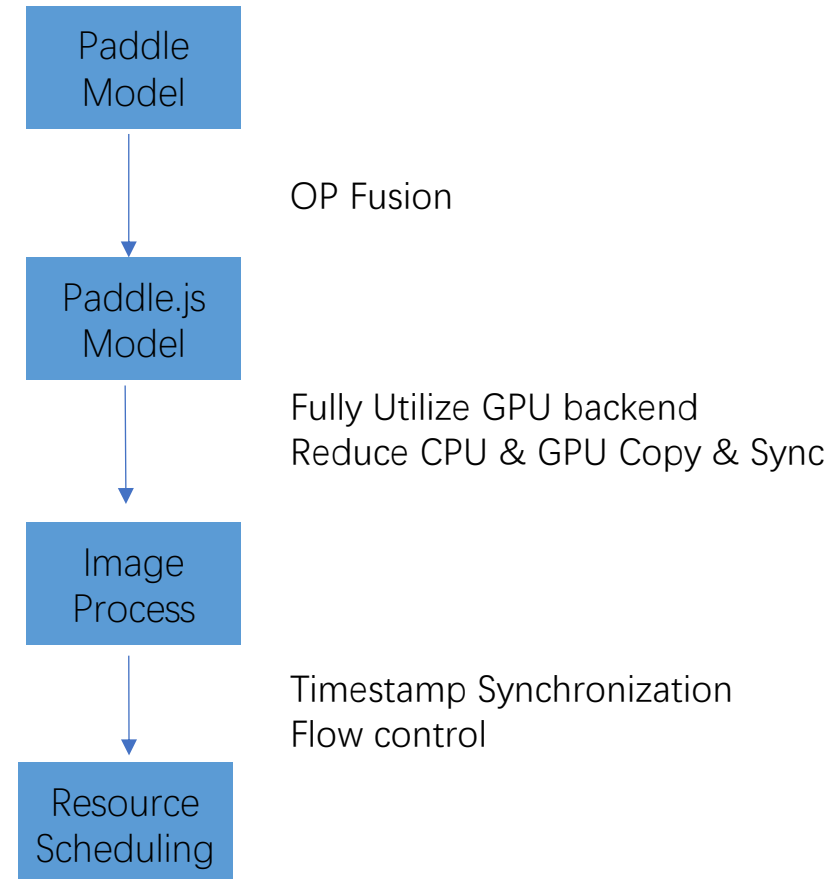 Paddle
Model
OP Fusion
Paddle.js
Model
Fully Utilize GPU backend
Reduce CPU & GPU Copy & Sync
Image
Process
Timestamp Synchronization
Flow control
Resource
Scheduling